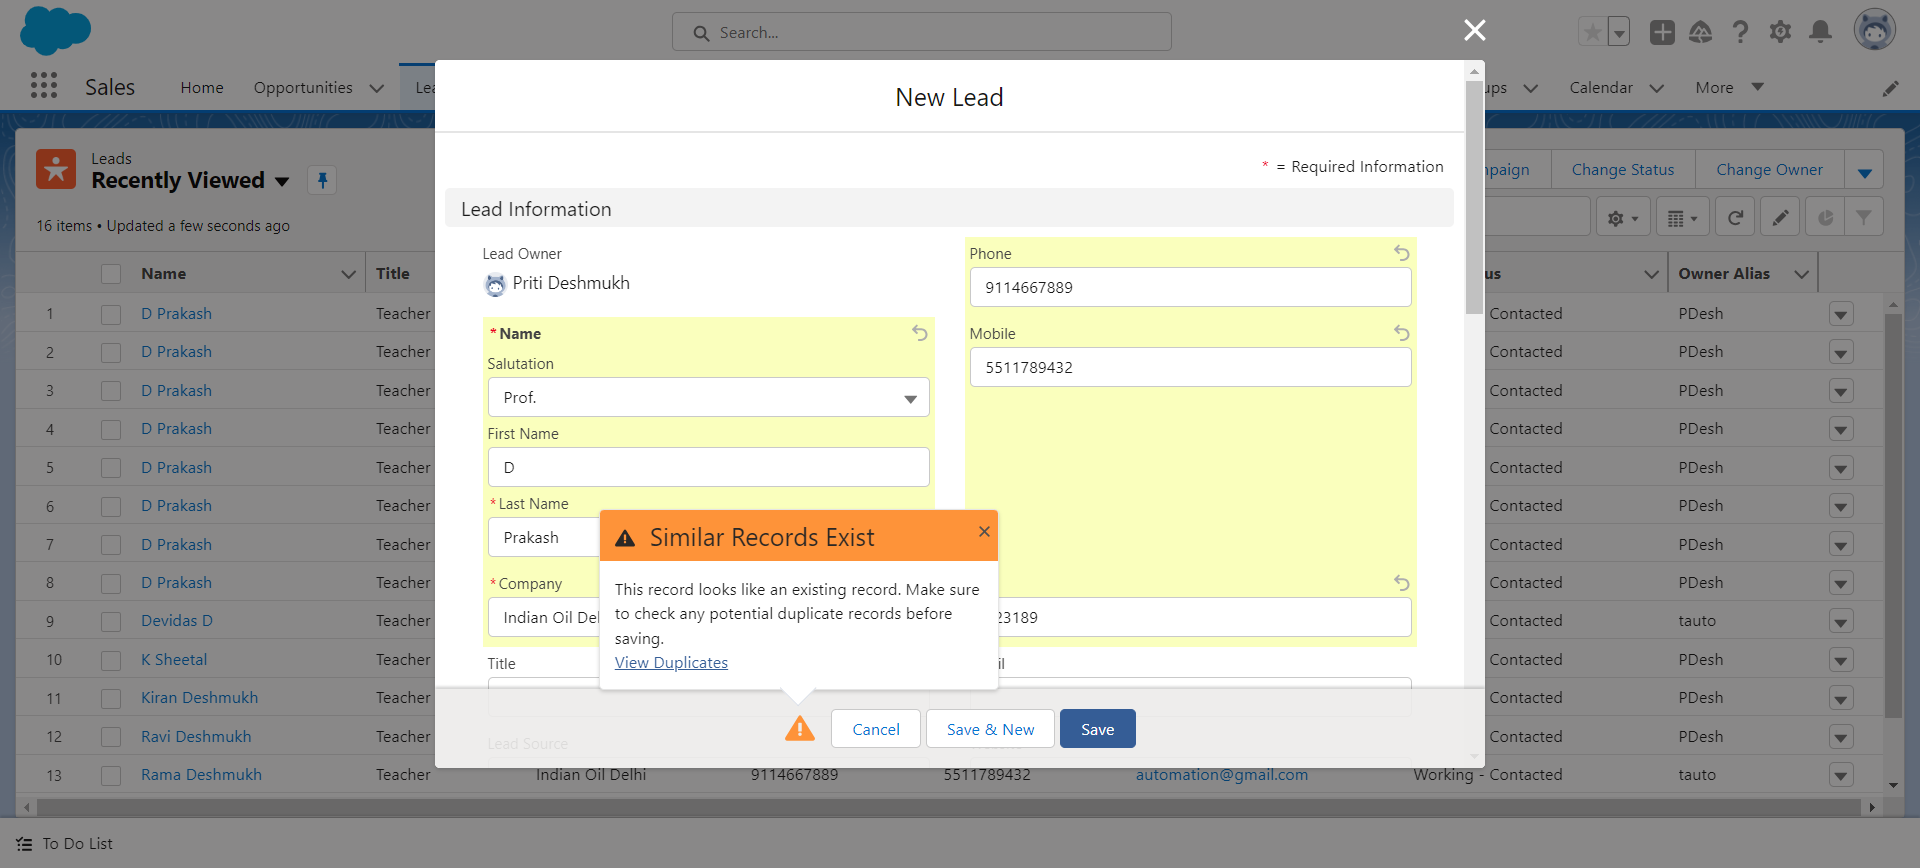 Search...
Sales
Home
Opportunities
Lea
ups
Calendar
More
Leads
Recently Viewed
16 items • Updated a few seconds ago
paign
Change Status
Change Owner
New Lead
* = Required Information
Lead Information
Lead Owner
Priti Deshmukh
*Name
Salutation
Prof.
First Name
D
*Last Name
Prakash
*Company
Indian Oil Del
Title
Lead Source
Phone
9114667889
Mobile
5511789432
23189
il
Similar Records Exist
This record looks like an existing record. Make sure
to check any potential duplicate records before
saving.
View Duplicates
Cancel
Save & New
Save
Name Title us Owner Alias
1 D Prakash Teacher Contacted PDesh
2 D Prakash Teacher Contacted PDesh
3 D Prakash Teacher Contacted PDesh
4 D Prakash Teacher Contacted PDesh
5 D Prakash Teacher Contacted PDesh
6 D Prakash Teacher Contacted PDesh
7 D Prakash Teacher Contacted PDesh
8 D Prakash Teacher Contacted PDesh
9 Devidas D Teacher Contacted tauto
10 K Sheetal Teacher Contacted PDesh
11 Kiran Deshmukh Teacher Contacted PDesh
12 Ravi Deshmukh Teacher Contacted PDesh
13 Rama Deshmukh Teacher Indian Oil Delhi 9114667889 5511789432 automation@gmail.com Working - Contacted tauto
To Do List